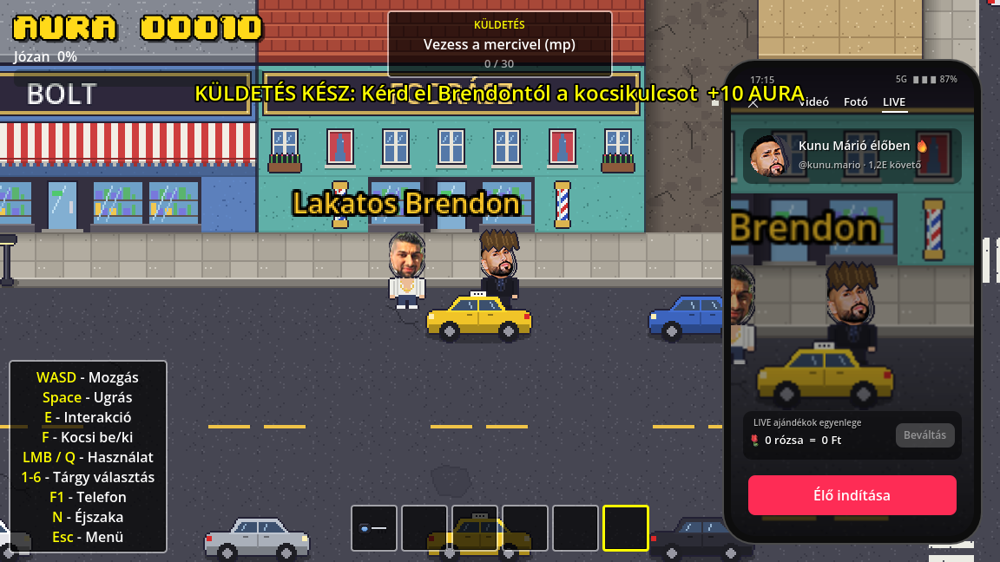 AURA 00010
Józan 0%
KÜLDETÉS
Vezess a mercivel (mp)
0 / 30
BOLT
KÜLDETÉS KÉSZ: Kérd el Brendontól a kocsikulcsot +10 AURA
Lakatos Brendon
17:15
5G 87%
Videó Fotó LIVE
Kunu Márió élőben 🔥
@kunu.mario · 1,2E követő
Brendon
LIVE ajándékok egyenlege
🌹 0 rózsa = 0 Ft
Beváltás
Élő indítása
WASD - Mozgás
Space - Ugrás
E - Interakció
F - Kocsi be/ki
LMB / Q - Használat
1-6 - Tárgy választás
F1 - Telefon
N - Éjszaka
Esc - Menü